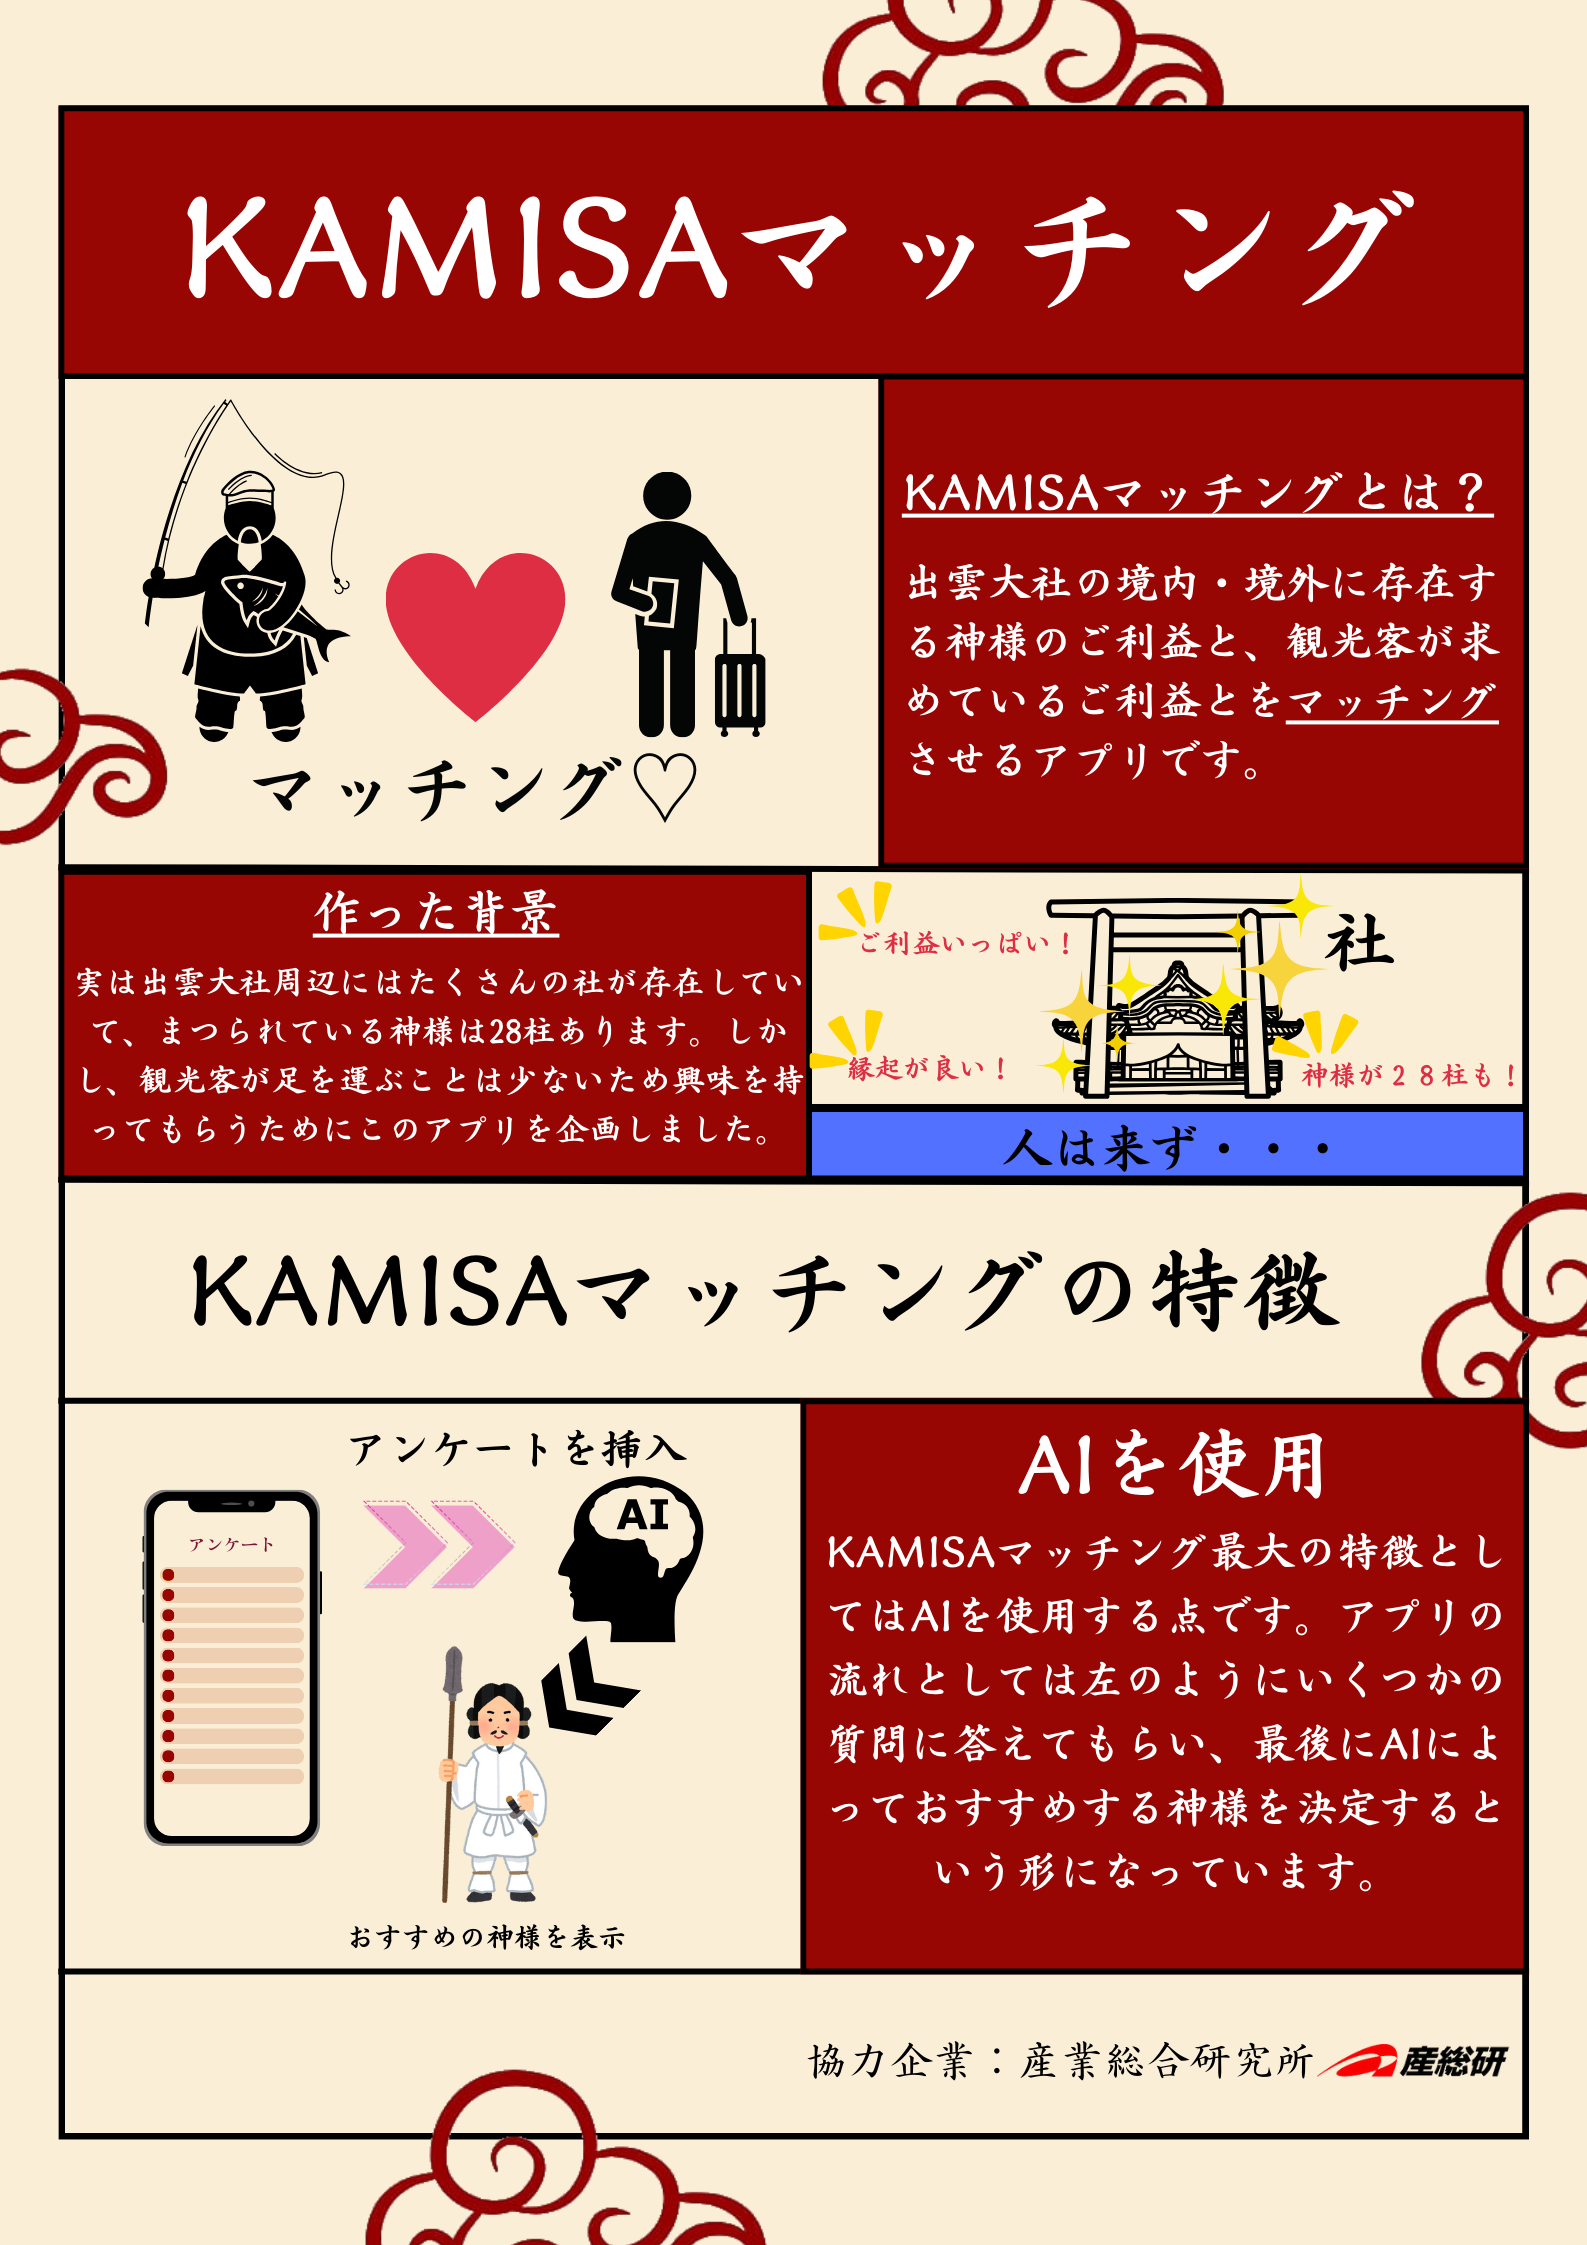 KAMISAマッチング
マッチング♡
KAMISAマッチングとは？
出雲大社の境内・境外に存在す
る神様のご利益と、観光客が求
めているご利益とをマッチング
させるアプリです。
作った背景
実は出雲大社周辺にはたくさんの社が存在してい
て、まつられている神様は28柱あります。しか
し、観光客が足を運ぶことは少ないため興味を持
ってもらうためにこのアプリを企画しました。
ご利益いっぱい！
社
縁起が良い！
神様が２８柱も！
人は来ず・・・
KAMISAマッチングの特徴
アンケートを挿入
アンケート
AI
おすすめの神様を表示
AIを使用
KAMISAマッチング最大の特徴とし
てはAIを使用する点です。アプリの
流れとしては左のようにいくつかの
質問に答えてもらい、最後にAIによ
っておすすめする神様を決定すると
いう形になっています。
協力企業：産業総合研究所 産総研